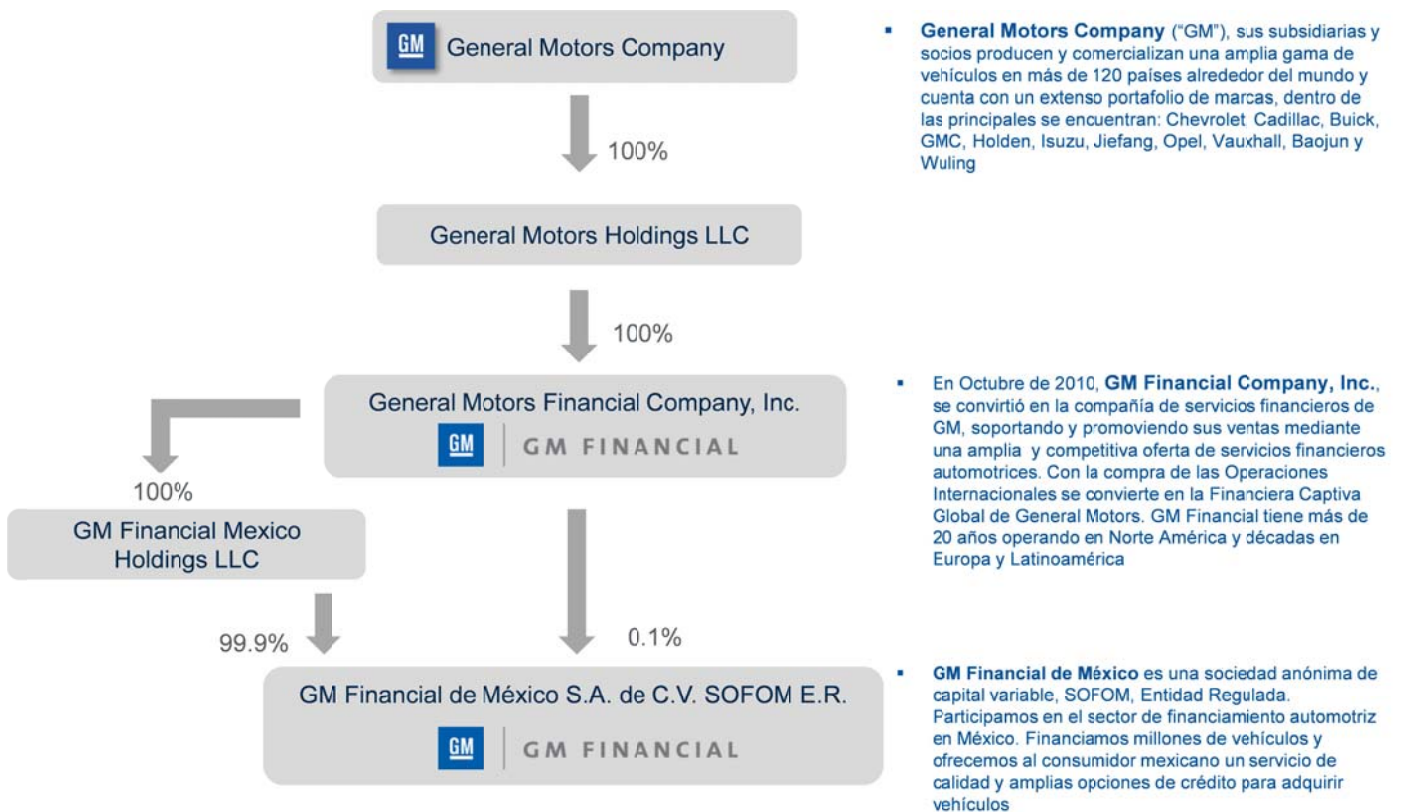 GM General Motors Company
100%
General Motors Holdings LLC
100%
General Motors Financial Company, Inc.
GM GM FINANCIAL
100%
GM Financial Mexico
Holdings LLC
99.9%
0.1%
GM Financial de México S.A. de C.V. SOFOM E.R.
GM GM FINANCIAL
▪ General Motors Company (“GM”), sus subsidiarias y
socios producen y comercializan una amplia gama de
vehículos en más de 120 países alrededor del mundo y
cuenta con un extenso portafolio de marcas, dentro de
las principales se encuentran: Chevrolet Cadillac, Buick,
GMC, Holden, Isuzu, Jiefang, Opel, Vauxhall, Baojun y
Wuling
▪ En Octubre de 2010, GM Financial Company, Inc.,
se convirtió en la compañía de servicios financieros de
GM, soportando y promoviendo sus ventas mediante
una amplia y competitiva oferta de servicios financieros
automotrices. Con la compra de las Operaciones
Internacionales se convierte en la Financiera Captiva
Global de General Motors. GM Financial tiene más de
20 años operando en Norte América y décadas en
Europa y Latinoamérica
▪ GM Financial de México es una sociedad anónima de
capital variable, SOFOM, Entidad Regulada.
Participamos en el sector de financiamiento automotriz
en México. Financiamos millones de vehículos y
ofrecemos al consumidor mexicano un servicio de
calidad y amplias opciones de crédito para adquirir
vehículos